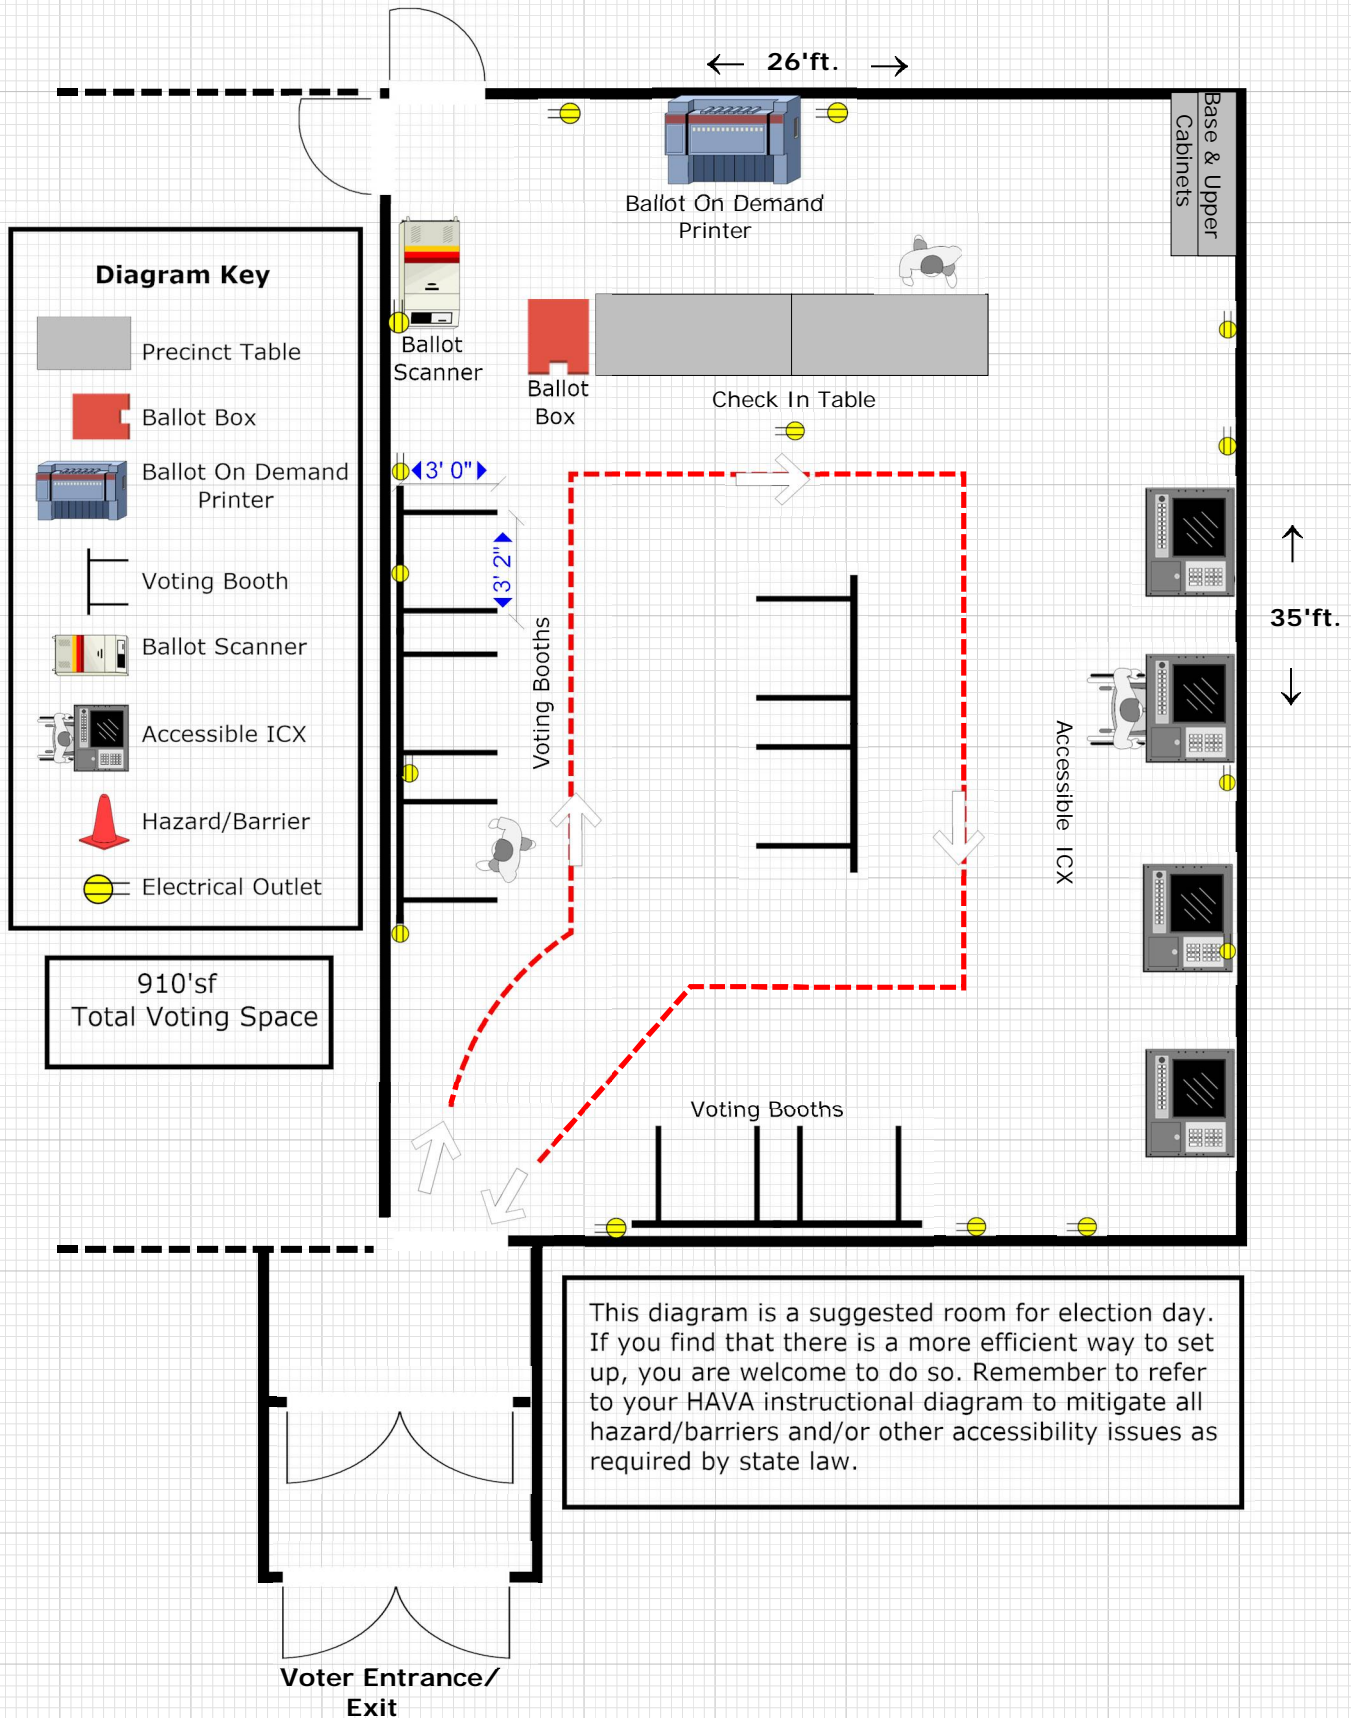 26'ft.
Base & Upper
Cabinets
Ballot On Demand
Printer
Diagram Key
Precinct Table
Ballot Box
Ballot On Demand
Printer
Voting Booth
Ballot Scanner
Accessible ICX
Hazard/Barrier
Electrical Outlet
Ballot
Scanner
Ballot
Box
Check In Table
3' 0"
3' 2"
Voting Booths
35'ft.
Accessible ICX
910'sf
Total Voting Space
Voting Booths
This diagram is a suggested room for election day.
If you find that there is a more efficient way to set
up, you are welcome to do so. Remember to refer
to your HAVA instructional diagram to mitigate all
hazard/barriers and/or other accessibility issues as
required by state law.
Voter Entrance/
Exit